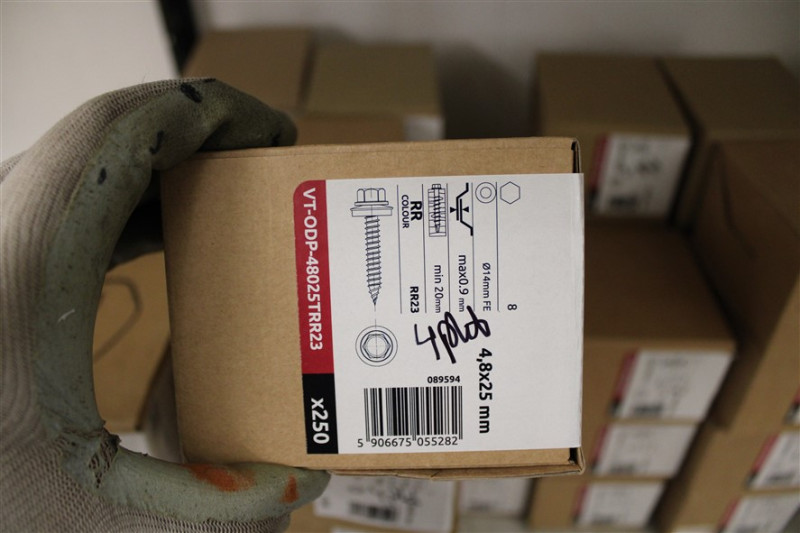 VT-ODP-48025TRR23
x250
RR
COLOUR
RR23
min 20mm
max0.9 mm
Ø14mm FE
8
4,8x25 mm
089594
5 906675 055282